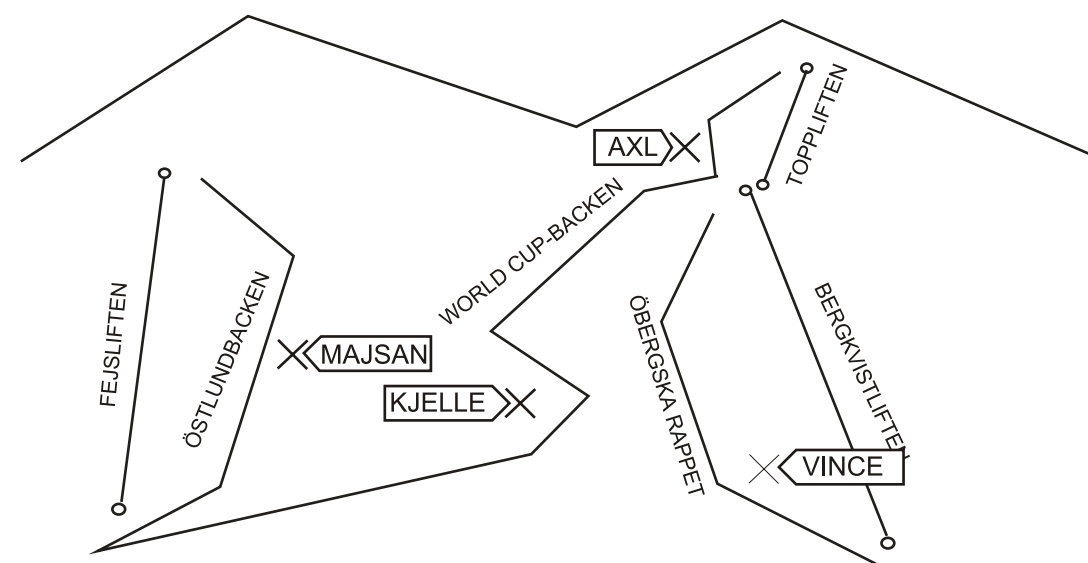 AXL
TOPPLIFTEN
WORLD CUP-BACKEN
FEJSLIFTEN
ÖSTLUNDBACKEN
MAJSAN
KJELLE
ÖBERGSKA RAPPET
BERGKVISTLIFTEN
VINCE